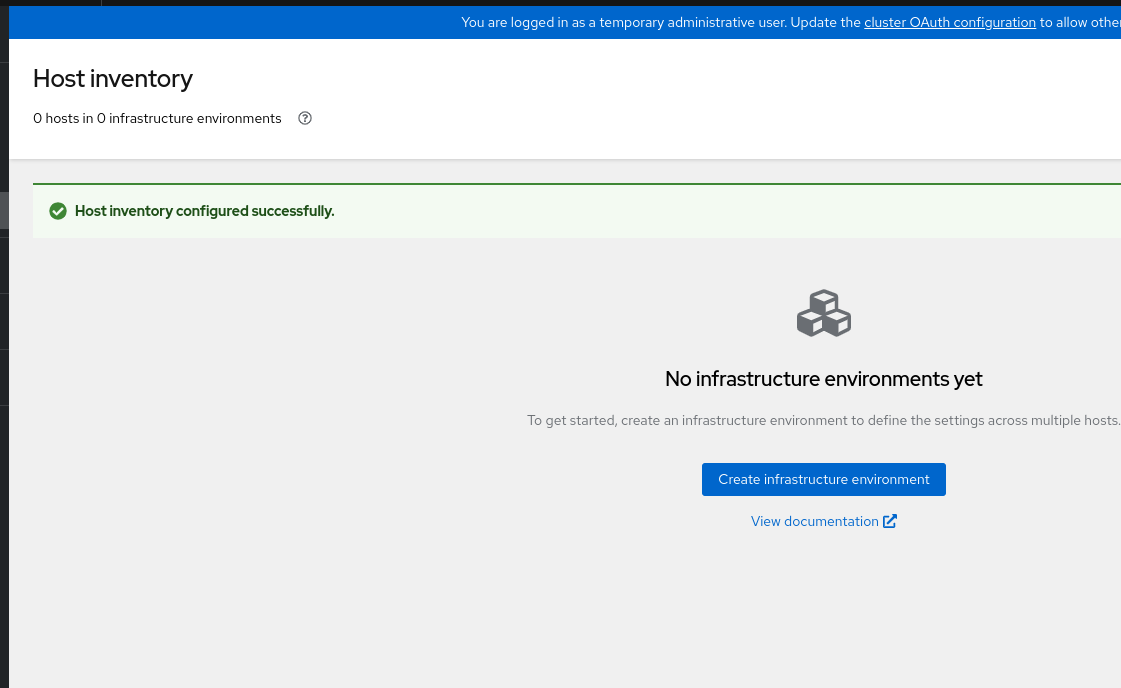 You are logged in as a temporary administrative user. Update the cluster OAuth configuration to allow
Host inventory
0 hosts in 0 infrastructure environments
Host inventory configured successfully.
No infrastructure environments yet
To get started, create an infrastructure environment to define the settings across multiple hosts.
Create infrastructure environment
View documentation